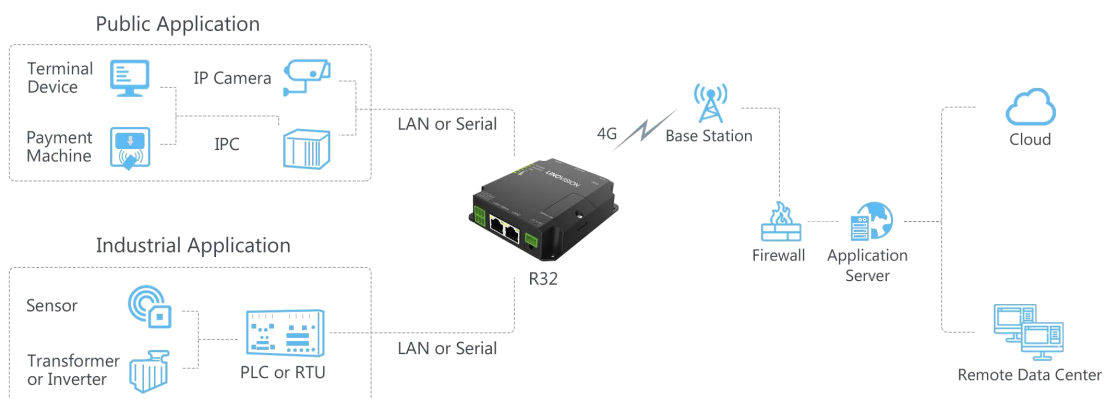 Public Application
Terminal
Device
IP Camera
Payment
Machine
IPC
LAN or Serial
4G
Base Station
LINOVISION
R32
Firewall
Application
Server
Cloud
Remote Data Center
Industrial Application
Sensor
Transformer
or Inverter
PLC or RTU
LAN or Serial